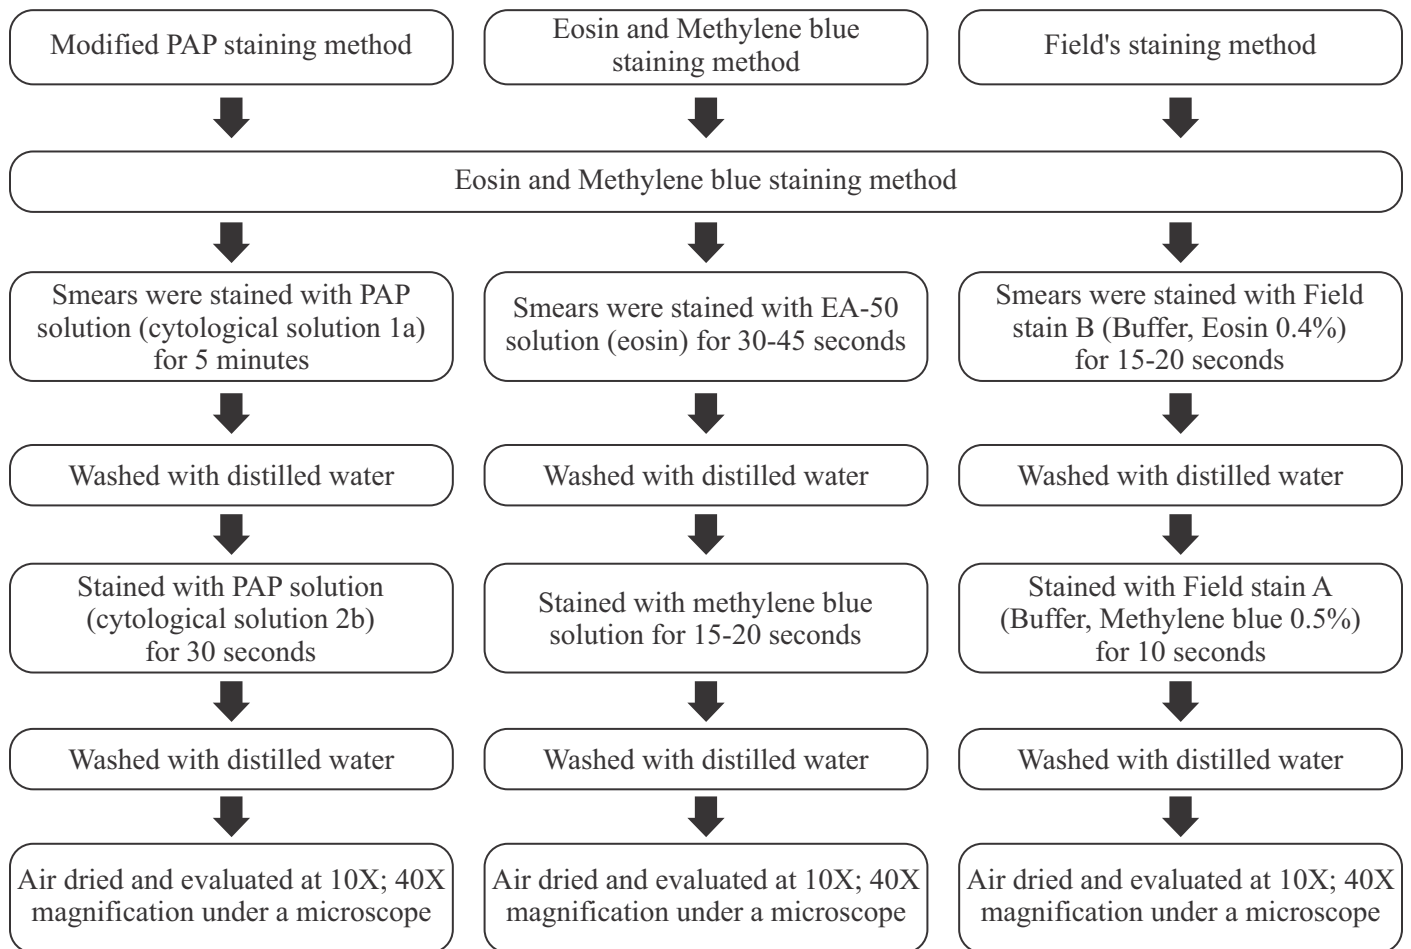 Modified PAP staining method
Eosin and Methylene blue
staining method
Field's staining method
Eosin and Methylene blue staining method
Smears were stained with PAP
solution (cytological solution 1a)
for 5 minutes
Smears were stained with EA-50
solution (eosin) for 30-45 seconds
Smears were stained with Field
stain B (Buffer, Eosin 0.4%)
for 15-20 seconds
Washed with distilled water
Washed with distilled water
Washed with distilled water
Stained with PAP solution
(cytological solution 2b)
for 30 seconds
Stained with methylene blue
solution for 15-20 seconds
Stained with Field stain A
(Buffer, Methylene blue 0.5%)
for 10 seconds
Washed with distilled water
Washed with distilled water
Washed with distilled water
Air dried and evaluated at 10X; 40X
magnification under a microscope
Air dried and evaluated at 10X; 40X
magnification under a microscope
Air dried and evaluated at 10X; 40X
magnification under a microscope